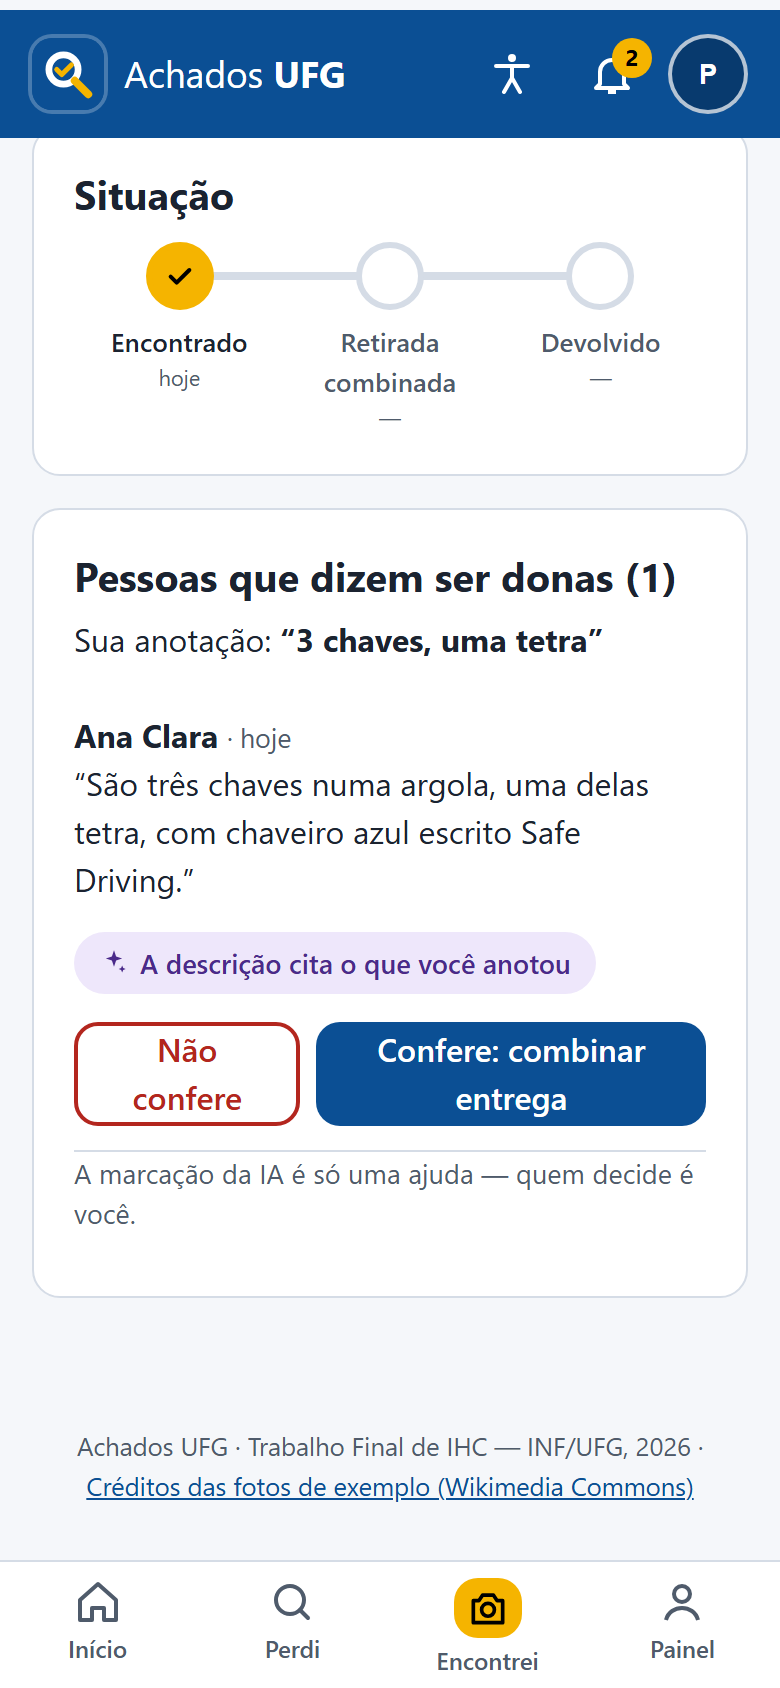 Achados UFG
2
P
Situação
Encontrado
hoje
Retirada
combinada
—
Devolvido
—
Pessoas que dizem ser donas (1)
Sua anotação: “3 chaves, uma tetra”
Ana Clara · hoje
“São três chaves numa argola, uma delas
tetra, com chaveiro azul escrito Safe
Driving.”
A descrição cita o que você anotou
Não
confere
Confere: combinar
entrega
A marcação da IA é só uma ajuda — quem decide é
você.
Achados UFG · Trabalho Final de IHC — INF/UFG, 2026 ·
Créditos das fotos de exemplo (Wikimedia Commons)
Início
Perdi
Encontrei
Painel